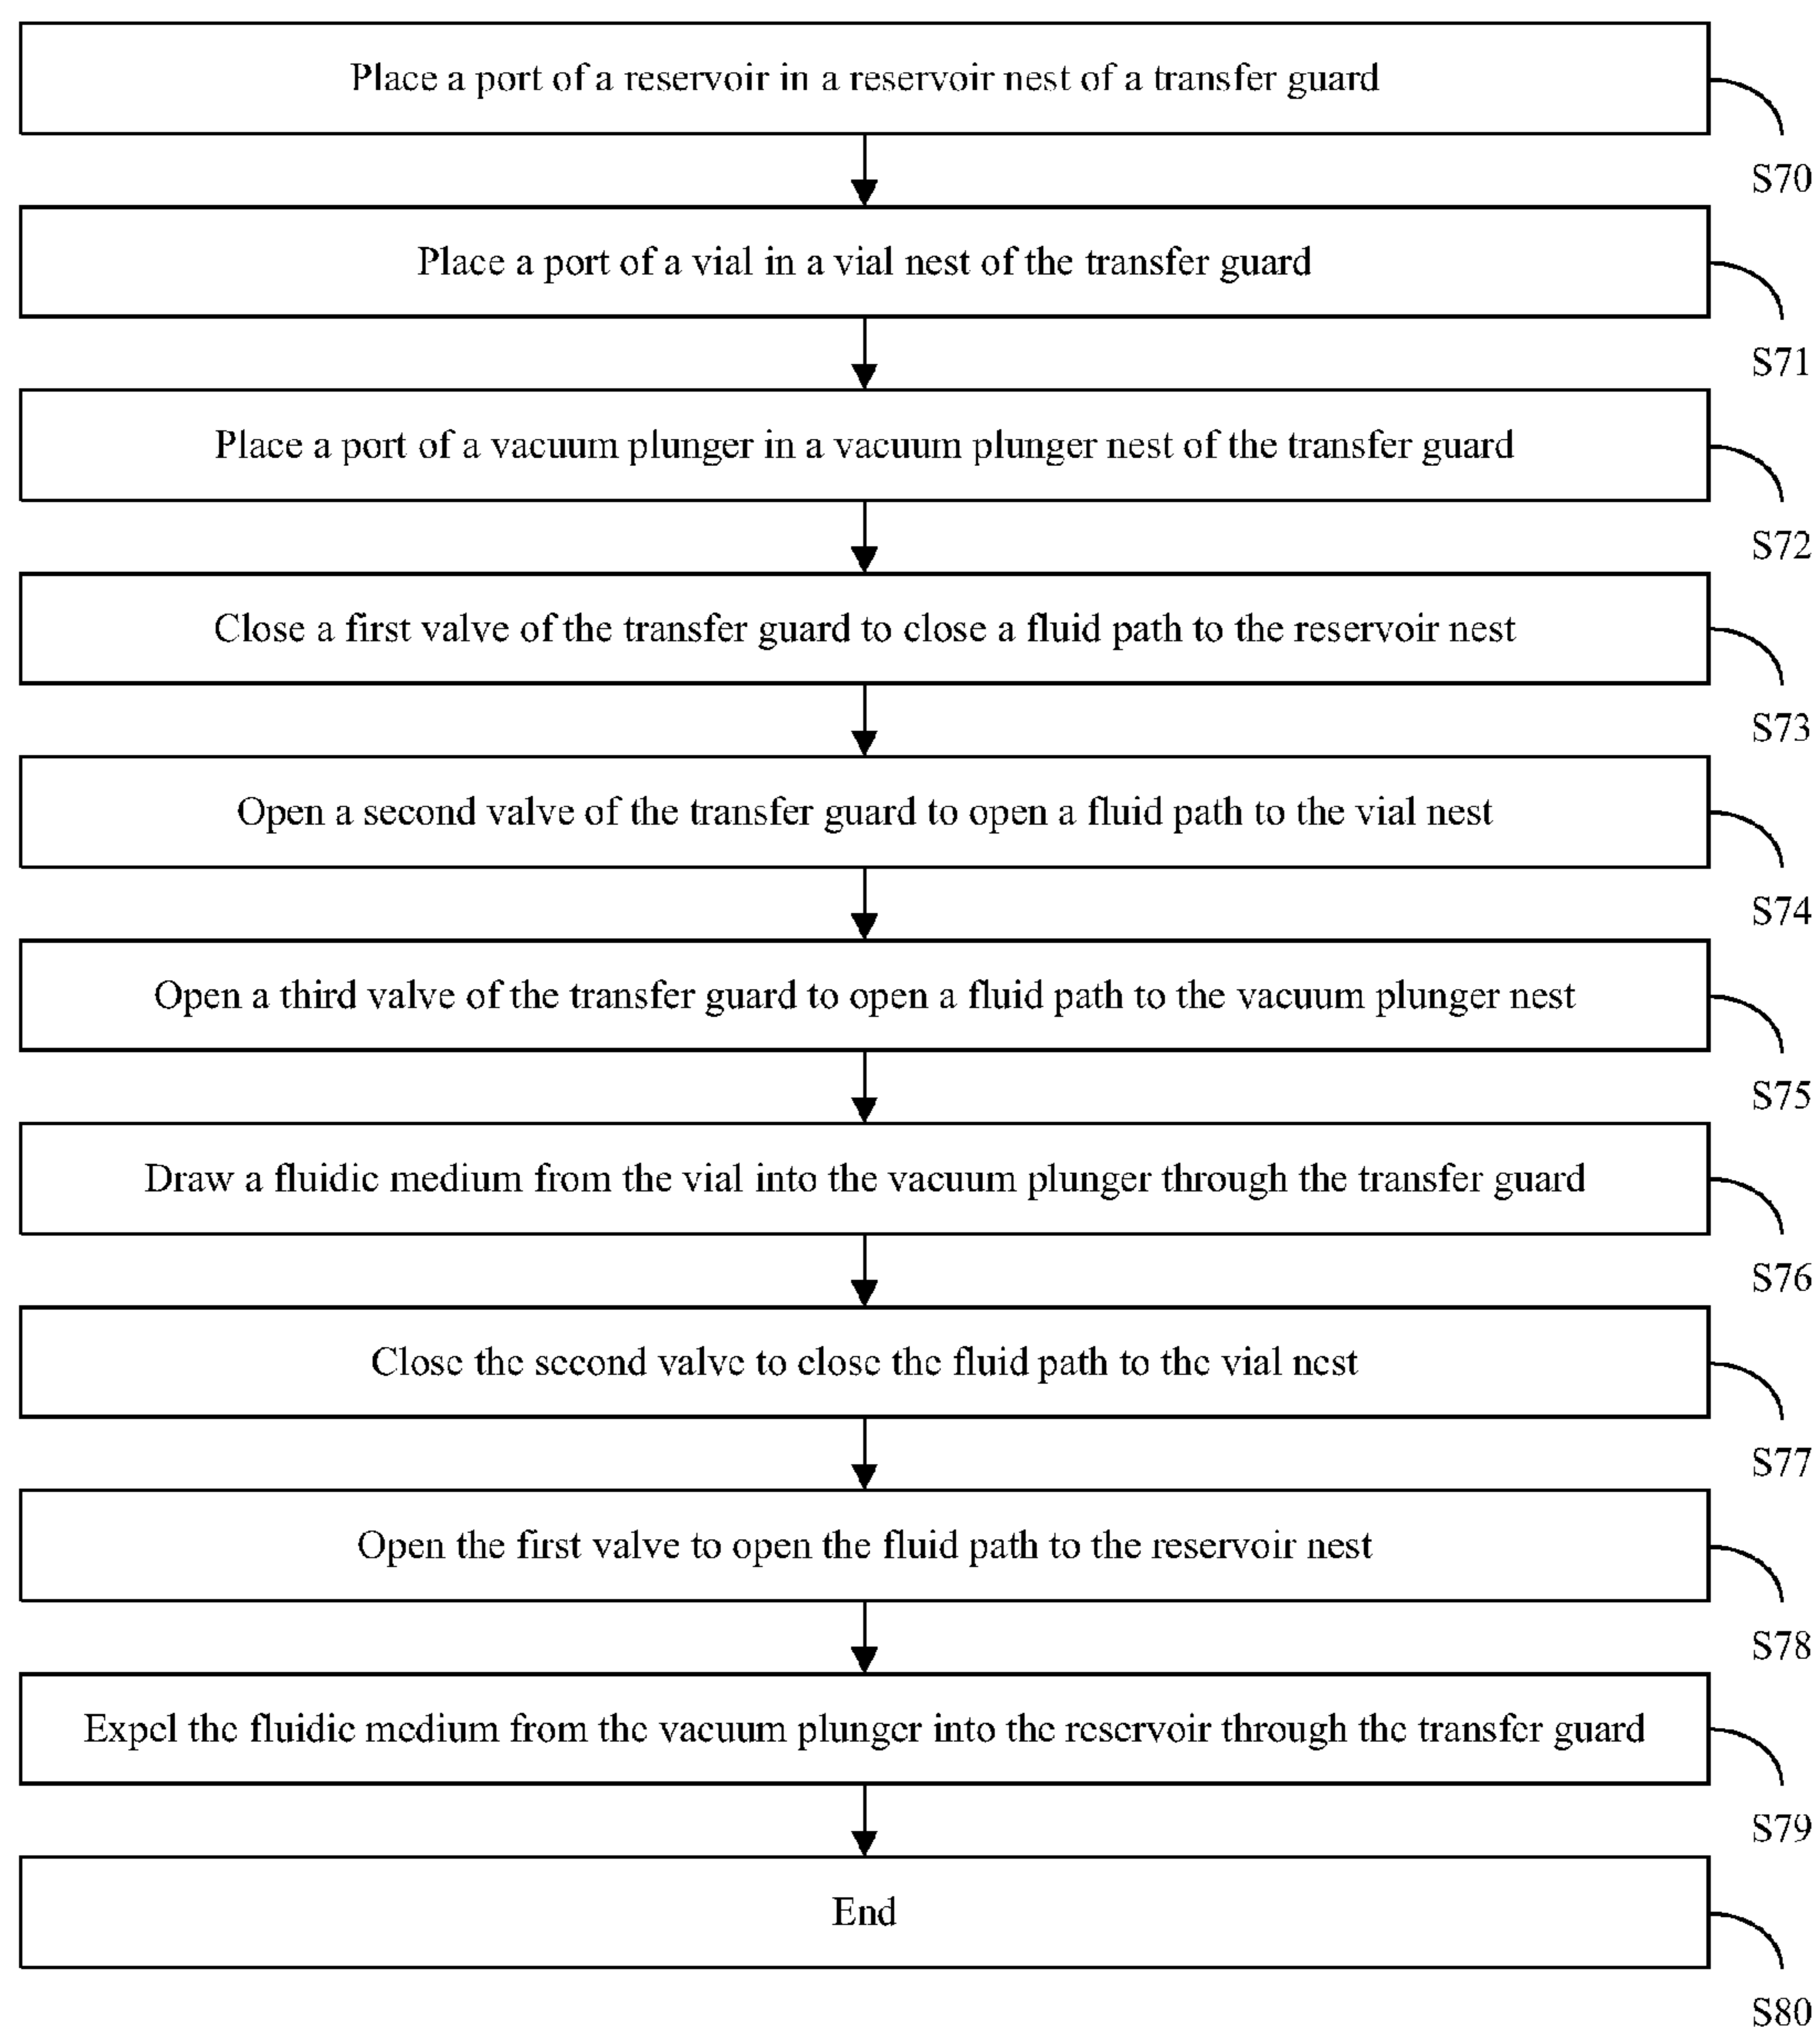 Place a port of a reservoir in a reservoir nest of a transfer guard
S70
Place a port of a vial in a vial nest of the transfer guard
S71
Place a port of a vacuum plunger in a vacuum plunger nest of the transfer guard
S72
Close a first valve of the transfer guard to close a fluid path to the reservoir nest
S73
Open a second valve of the transfer guard to open a fluid path to the vial nest
S74
Open a third valve of the transfer guard to open a fluid path to the vacuum plunger nest
S75
Draw a fluidic medium from the vial into the vacuum plunger through the transfer guard
S76
Close the second valve to close the fluid path to the vial nest
S77
Open the first valve to open the fluid path to the reservoir nest
S78
Expel the fluidic medium from the vacuum plunger into the reservoir through the transfer guard
S79
End
S80